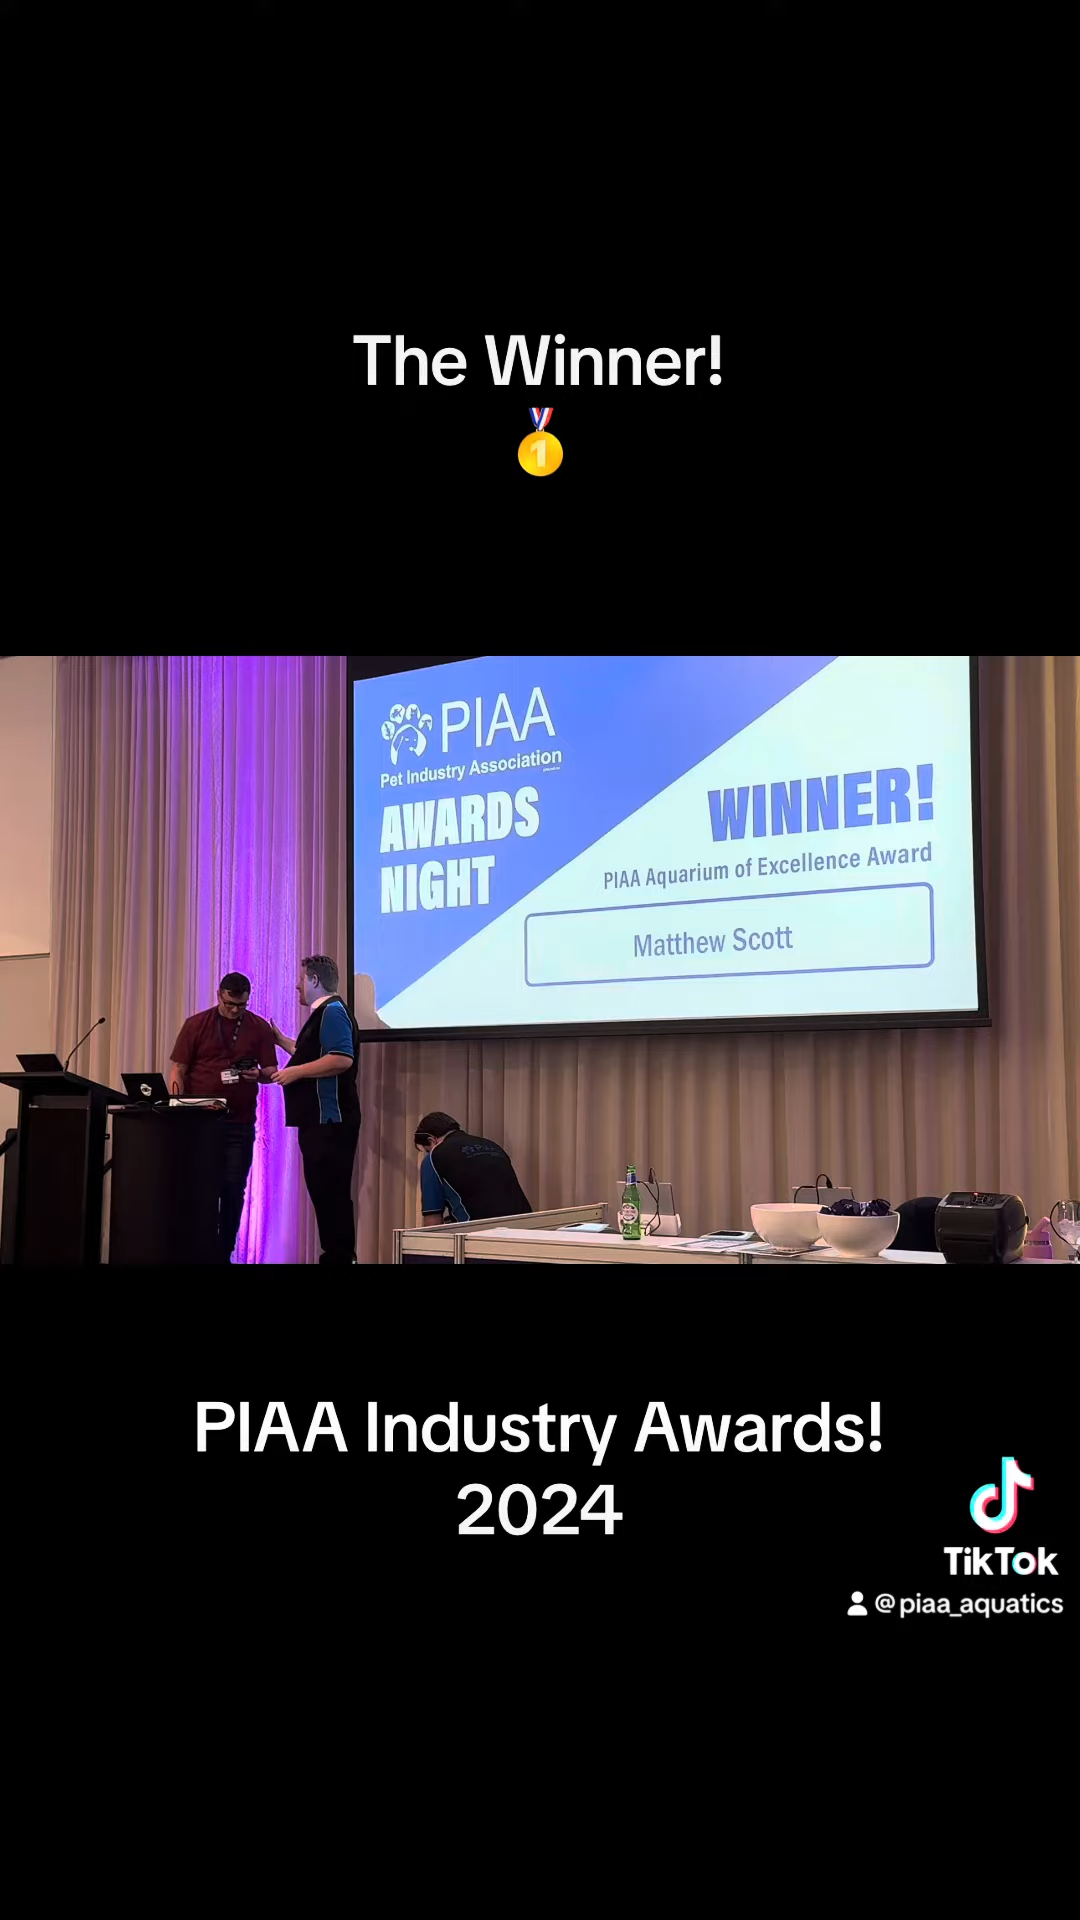 The Winner!
PIAA
Pet Industry Association
AWARDS
NIGHT
WINNER!
PIAA Aquarium of Excellence Award
Matthew Scott
PIAA Industry Awards!
2024
TikTok
@piaa_aquatics